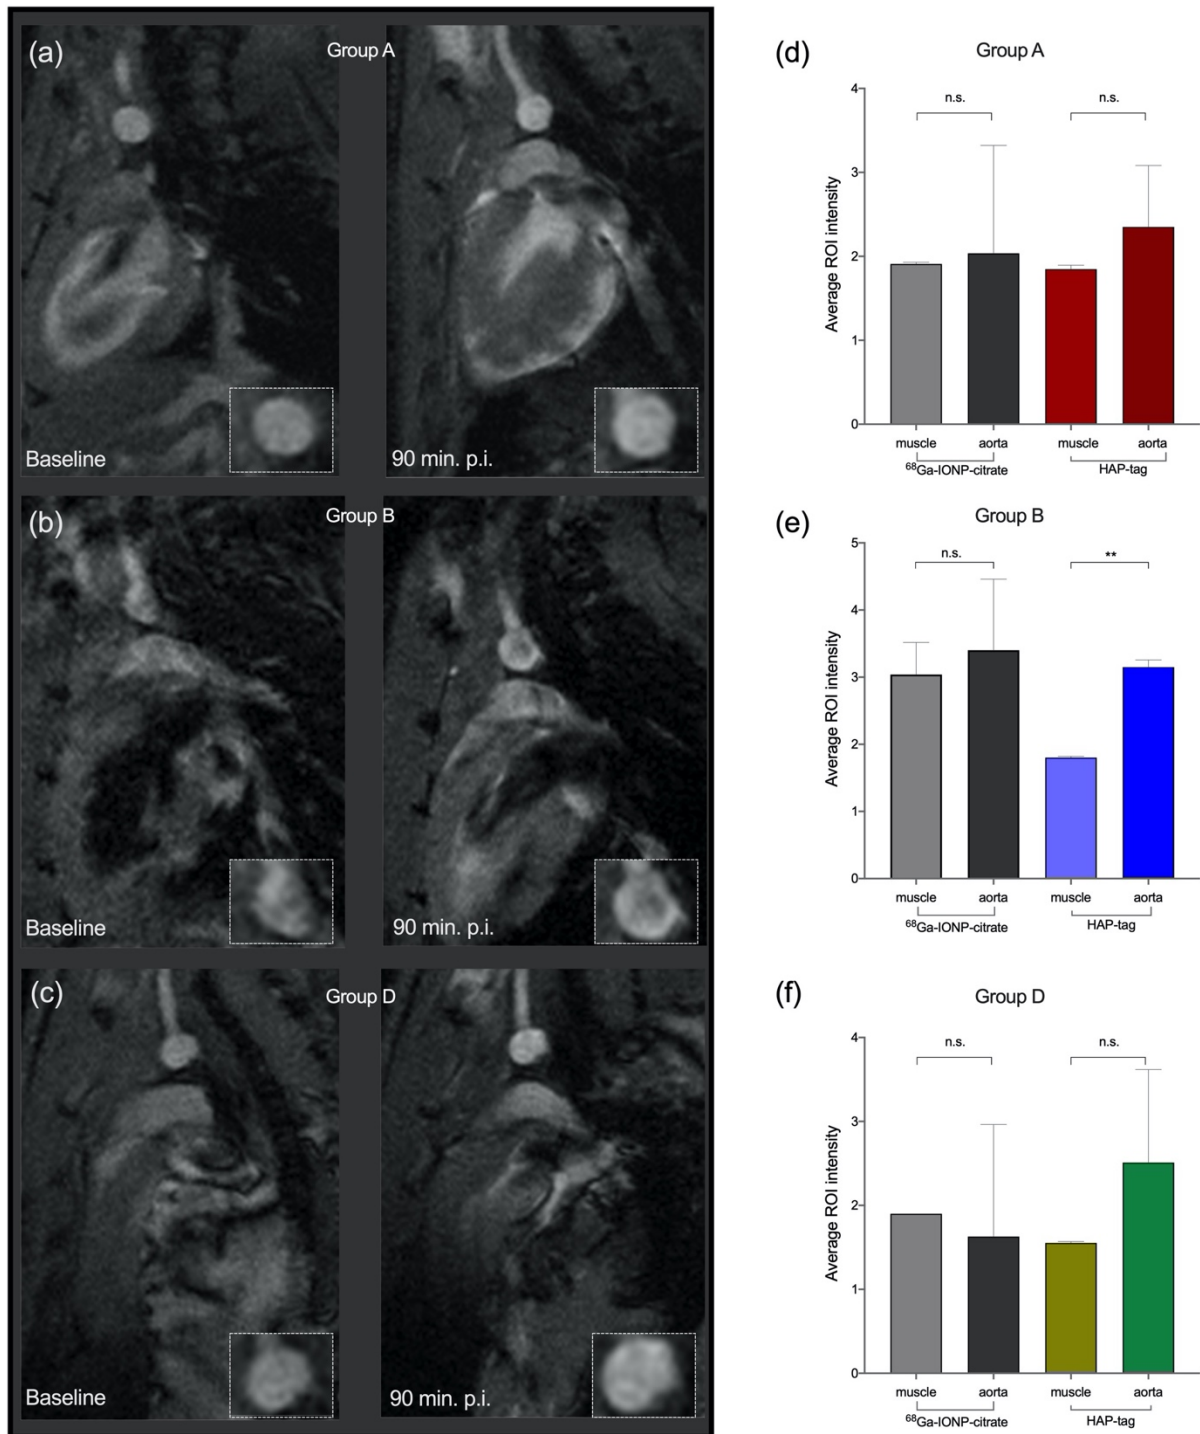 (a)
Group A
Baseline
90 min. p.i.
(b)
Group B
Baseline
90 min. p.i.
(c)
Group D
Baseline
90 min. p.i.
(d)
Group A
n.s.
n.s.
Average ROI intensity
4
3
2
1
0
muscle
aorta
muscle
aorta
⁶⁸Ga-IONP-citrate
HAP-tag
(e)
Group B
n.s.
**
Average ROI intensity
5
4
3
2
1
0
muscle
aorta
muscle
aorta
⁶⁸Ga-IONP-citrate
HAP-tag
(f)
Group D
n.s.
n.s.
Average ROI intensity
4
3
2
1
0
muscle
aorta
muscle
aorta
⁶⁸Ga-IONP-citrate
HAP-tag